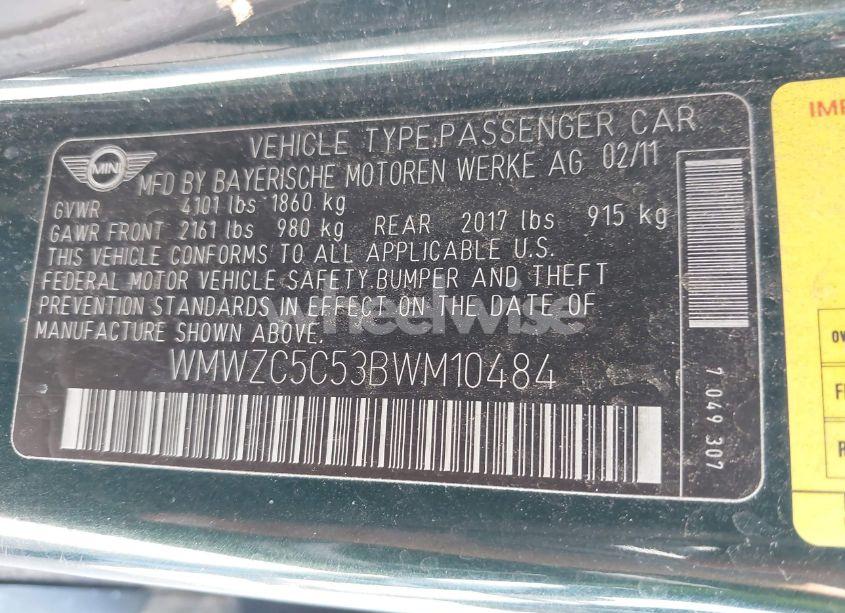 MINI
VEHICLE TYPE:PASSENGER CAR
MFD BY BAYERISCHE MOTOREN WERKE AG 02/11
GVWR 4101 lbs 1860 kg
GAWR FRONT 2161 lbs 980 kg REAR 2017 lbs 915 kg
THIS VEHICLE CONFORMS TO ALL APPLICABLE U.S.
FEDERAL MOTOR VEHICLE SAFETY.BUMPER AND THEFT
PREVENTION STANDARDS IN EFFECT ON THE DATE OF
MANUFACTURE SHOWN ABOVE.
WMWZC5C53BWM10484
7 049 307
wheelwise